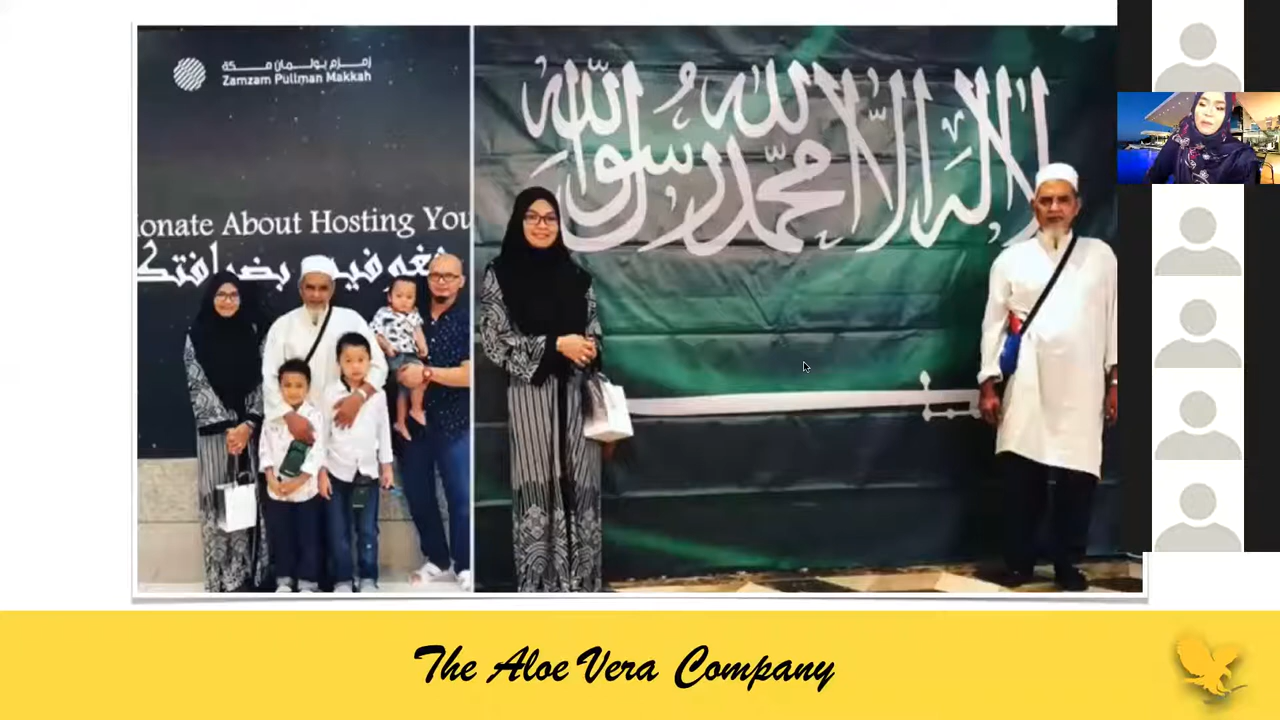 زمزم بولمان مكة
Zamzam Pullman Makkah
ionate About Hosting You
لا إله إلا الله محمد رسول الله
The Aloe Vera Company